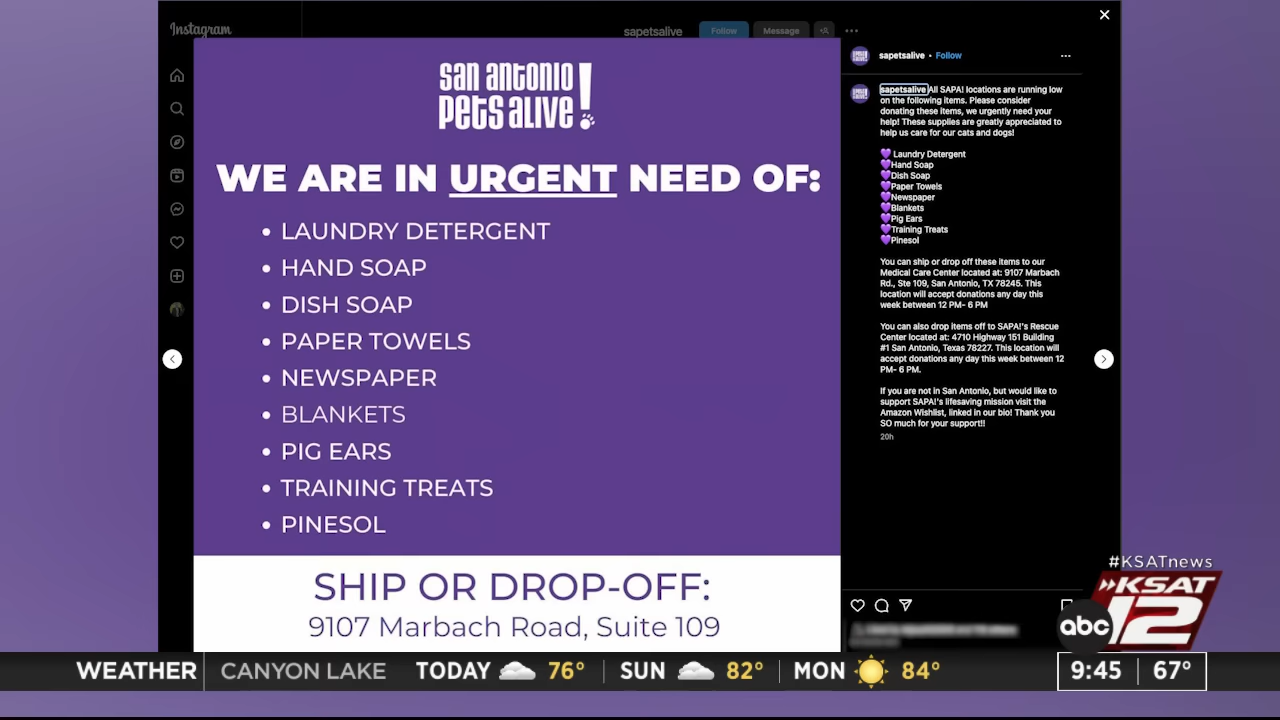 Instagram
sapetsalive
Follow
Message
san antonio
PETS ALIVE!
WE ARE IN URGENT NEED OF:
• LAUNDRY DETERGENT
• HAND SOAP
• DISH SOAP
• PAPER TOWELS
• NEWSPAPER
• BLANKETS
• PIG EARS
• TRAINING TREATS
• PINESOL
SHIP OR DROP-OFF:
9107 Marbach Road, Suite 109
sapetsalive • Follow
sapetsalive All SAPA! locations are running low
on the following items. Please consider
donating these items, we urgently need your
help! These supplies are greatly appreciated to
help us care for our cats and dogs!
💜 Laundry Detergent
💜Hand Soap
💜Dish Soap
💜Paper Towels
💜Newspaper
💜Blankets
💜Pig Ears
💜Training Treats
💜Pinesol
You can ship or drop off these items to our
Medical Care Center located at: 9107 Marbach
Rd., Ste 109, San Antonio, TX 78245. This
location will accept donations any day this
week between 12 PM- 6 PM
You can also drop items off to SAPA!'s Rescue
Center located at: 4710 Highway 151 Building
#1 San Antonio, Texas 78227. This location will
accept donations any day this week between 12
PM- 6 PM.
If you are not in San Antonio, but would like to
support SAPA!'s lifesaving mission visit the
Amazon Wishlist, linked in our bio! Thank you
SO much for your support!!
20h
#KSATnews
KSAT
abc 12
WEATHER CANYON LAKE TODAY 76° SUN 82° MON 84° 9:45 67°